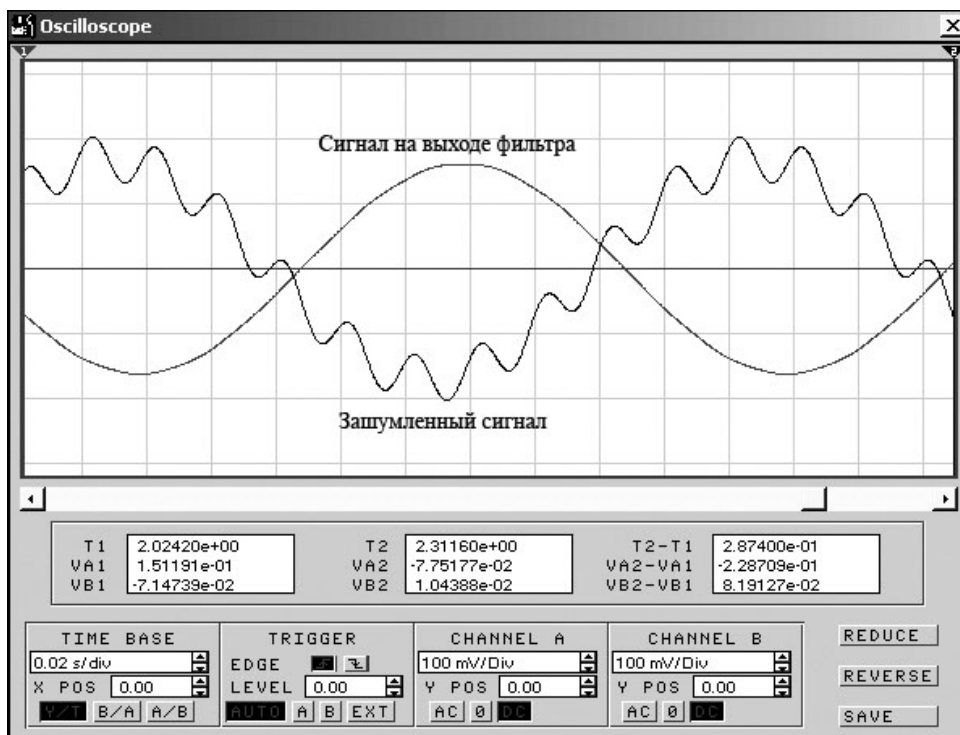 Oscilloscope
1 2
Сигнал на выходе фильтра
Зашумленный сигнал
T1 2.02420e+00 T2 2.31160e+00 T2-T1 2.87400e-01
VA1 1.51191e-01 VA2 -7.75177e-02 VA2-VA1 -2.28709e-01
VB1 -7.14739e-02 VB2 1.04388e-02 VB2-VB1 8.19127e-02
TIME BASE TRIGGER CHANNEL A CHANNEL B REDUCE
0.02 s/div EDGE 100 mV/Div 100 mV/Div
X POS 0.00 LEVEL 0.00 Y POS 0.00 Y POS 0.00 REVERSE
Y/T B/A A/B AUTO A B EXT AC 0 DC AC 0 DC SAVE